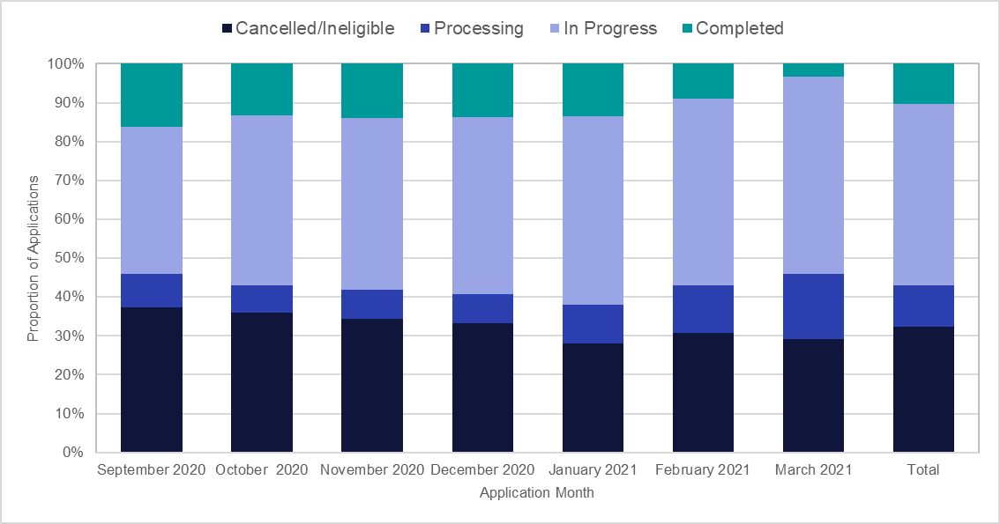 Cancelled/Ineligible Processing In Progress Completed
100%
90%
80%
70%
60%
50%
40%
30%
20%
10%
0%
Proportion of Applications
September 2020 October  2020 November 2020 December 2020 January 2021 February 2021 March 2021 Total
Application Month